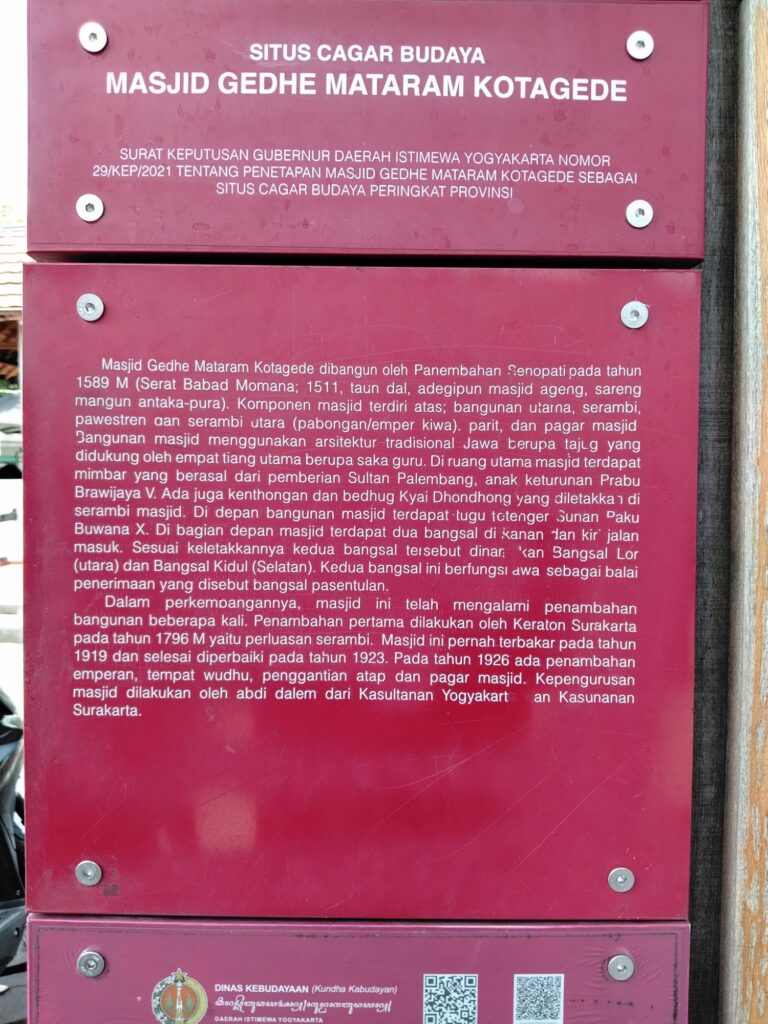 SITUS CAGAR BUDAYA
MASJID GEDHE MATARAM KOTAGEDE
SURAT KEPUTUSAN GUBERNUR DAERAH ISTIMEWA YOGYAKARTA NOMOR
29/KEP/2021 TENTANG PENETAPAN MASJID GEDHE MATARAM KOTAGEDE SEBAGAI
SITUS CAGAR BUDAYA PERINGKAT PROVINSI
Masjid Gedhe Mataram Kotagede dibangun oleh Panembahan Senopati pada tahun
1589 M (Serat Babad Momana; 1511, taun dal, adegipun masjid ageng, sareng
mangun antaka-pura). Komponen masjid terdiri atas; bangunan utama, serambi,
pawestren dan serambi utara (pabongan/emper kiwa). parit, dan pagar masjid
Bangunan masjid menggunakan arsitektur tradisional Jawa berupa tajug yang
didukung oleh empat tiang utama berupa saka guru. Di ruang utama masjid terdapat
mimbar yang berasal dari pemberian Sultan Palembang, anak keturunan Prabu
Brawijaya V. Ada juga kenthongan dan bedhug Kyai Dhondhong yang diletakkan di
serambi masjid. Di depan bangunan masjid terdapat tugu totenger Sunan Paku
Buwana X. Di bagian depan masjid terdapat dua bangsal di kanan dan kiri jalan
masuk. Sesuai keletakkannya kedua bangsal tersebut Bangsal Lor
(utara) dan Bangsal Kidul (Selatan). Kedua bangsal ini berfungsi sebagai balai
penerimaan yang disebut bangsal pasentulan.
Dalam perkembangannya, masjid ini telah mengalami penambahan
bangunan beberapa kali. Penambahan pertama dilakukan oleh Keraton Surakarta
pada tahun 1796 M yaitu perluasan serambi. Masjid ini pernah terbakar pada tahun
1919 dan selesai diperbaiki pada tahun 1923. Pada tahun 1926 ada penambahan
emperan, tempat wudhu, penggantian atap dan pagar masjid. Kepengurusan
masjid dilakukan oleh abdi dalem dari Kasultanan Yogyakart an Kasunanan
Surakarta.
DINAS KEBUDAYAAN (Kundha Kabudayan)
DAERAH ISTIMEWA YOGYAKARTA